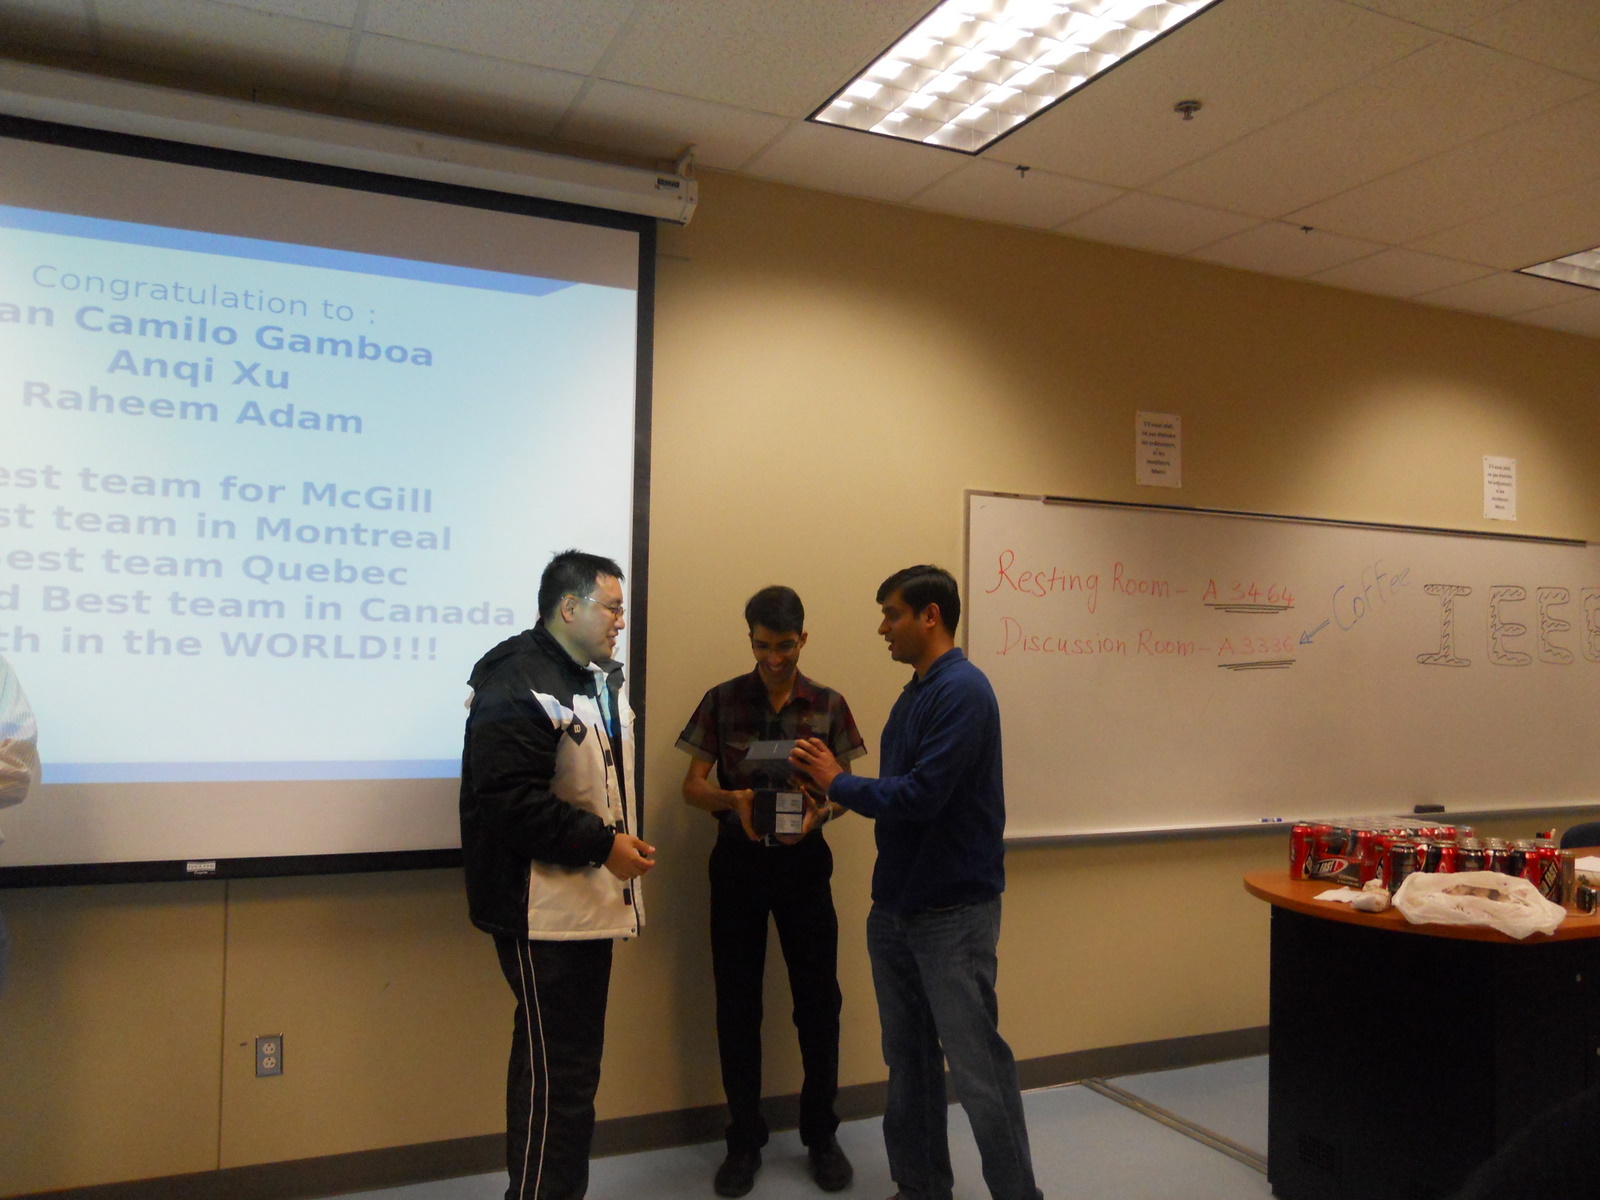 Congratulation to :
an Camilo Gamboa
Anqi Xu
Raheem Adam
est team for McGill
st team in Montreal
est team Quebec
d Best team in Canada
th in the WORLD!!!
Resting Room - A 3464
Discussion Room - A 3336
Coffee
IEEE